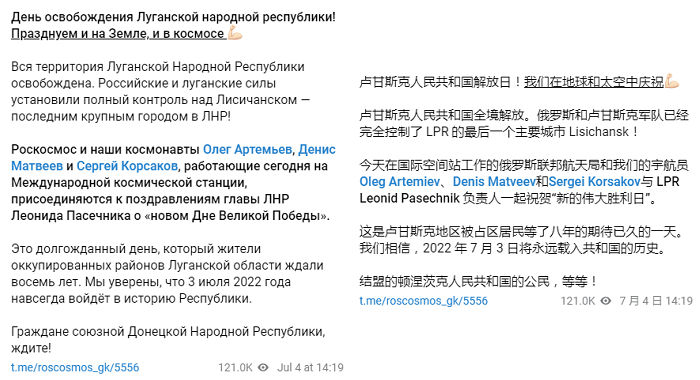 День освобождения Луганской народной республики!
Празднуем и на Земле, и в космосе💪🏻
Вся территория Луганской Народной Республики
освобождена. Российские и луганские силы
установили полный контроль над Лисичанском —
последним крупным городом в ЛНР!
Роскосмос и наши космонавты Олег Артемьев, Денис
Матвеев и Сергей Корсаков, работающие сегодня на
Международной космической станции,
присоединяются к поздравлениям главы ЛНР
Леонида Пасечника о «новом Дне Великой Победы».
Это долгожданный день, который жители
оккупированных районов Луганской области ждали
восемь лет. Мы уверены, что 3 июля 2022 года
навсегда войдёт в историю Республики.
Граждане союзной Донецкой Народной Республики,
ждите!
t.me/roscosmos_gk/5556 121.0K Jul 4 at 14:19
卢甘斯克人民共和国解放日！我们在地球和太空中庆祝💪🏻
卢甘斯克人民共和国全境解放。俄罗斯和卢甘斯克军队已经
完全控制了 LPR 的最后一个主要城市 Lisichansk！
今天在国际空间站工作的俄罗斯联邦航天局和我们的宇航员
Oleg Artemiev、Denis Matveev和Sergei Korsakov与 LPR
Leonid Pasechnik 负责人一起祝贺“新的伟大胜利日”。
这是卢甘斯克地区被占区居民等了八年的期待已久的一天。
我们相信，2022 年 7 月 3 日将永远载入共和国的历史。
结盟的顿涅茨克人民共和国的公民，等等！
t.me/roscosmos_gk/5556 121.0K 7 月 4 日 14:19